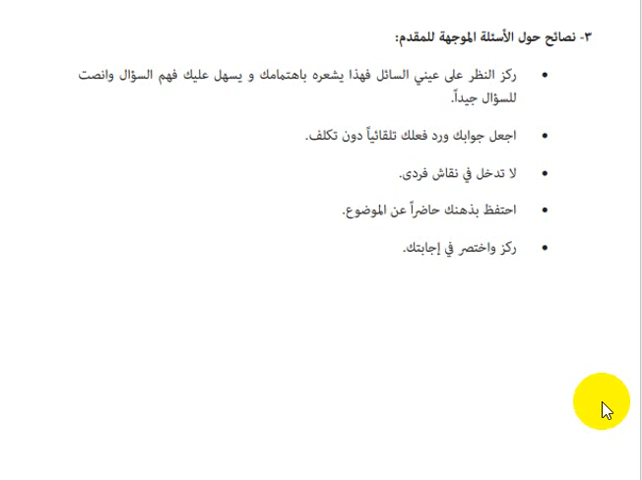 ٣- نصائح حول الأسئلة الموجهة للمقدم:
• ركز النظر على عيني السائل فهذا يشعره باهتمامك و يسهل عليك فهم السؤال وانصت
للسؤال جيداً.
• اجعل جوابك ورد فعلك تلقائياً دون تكلف.
• لا تدخل في نقاش فردى.
• احتفظ بذهنك حاضراً عن الموضوع.
• ركز واختصر في إجابتك.